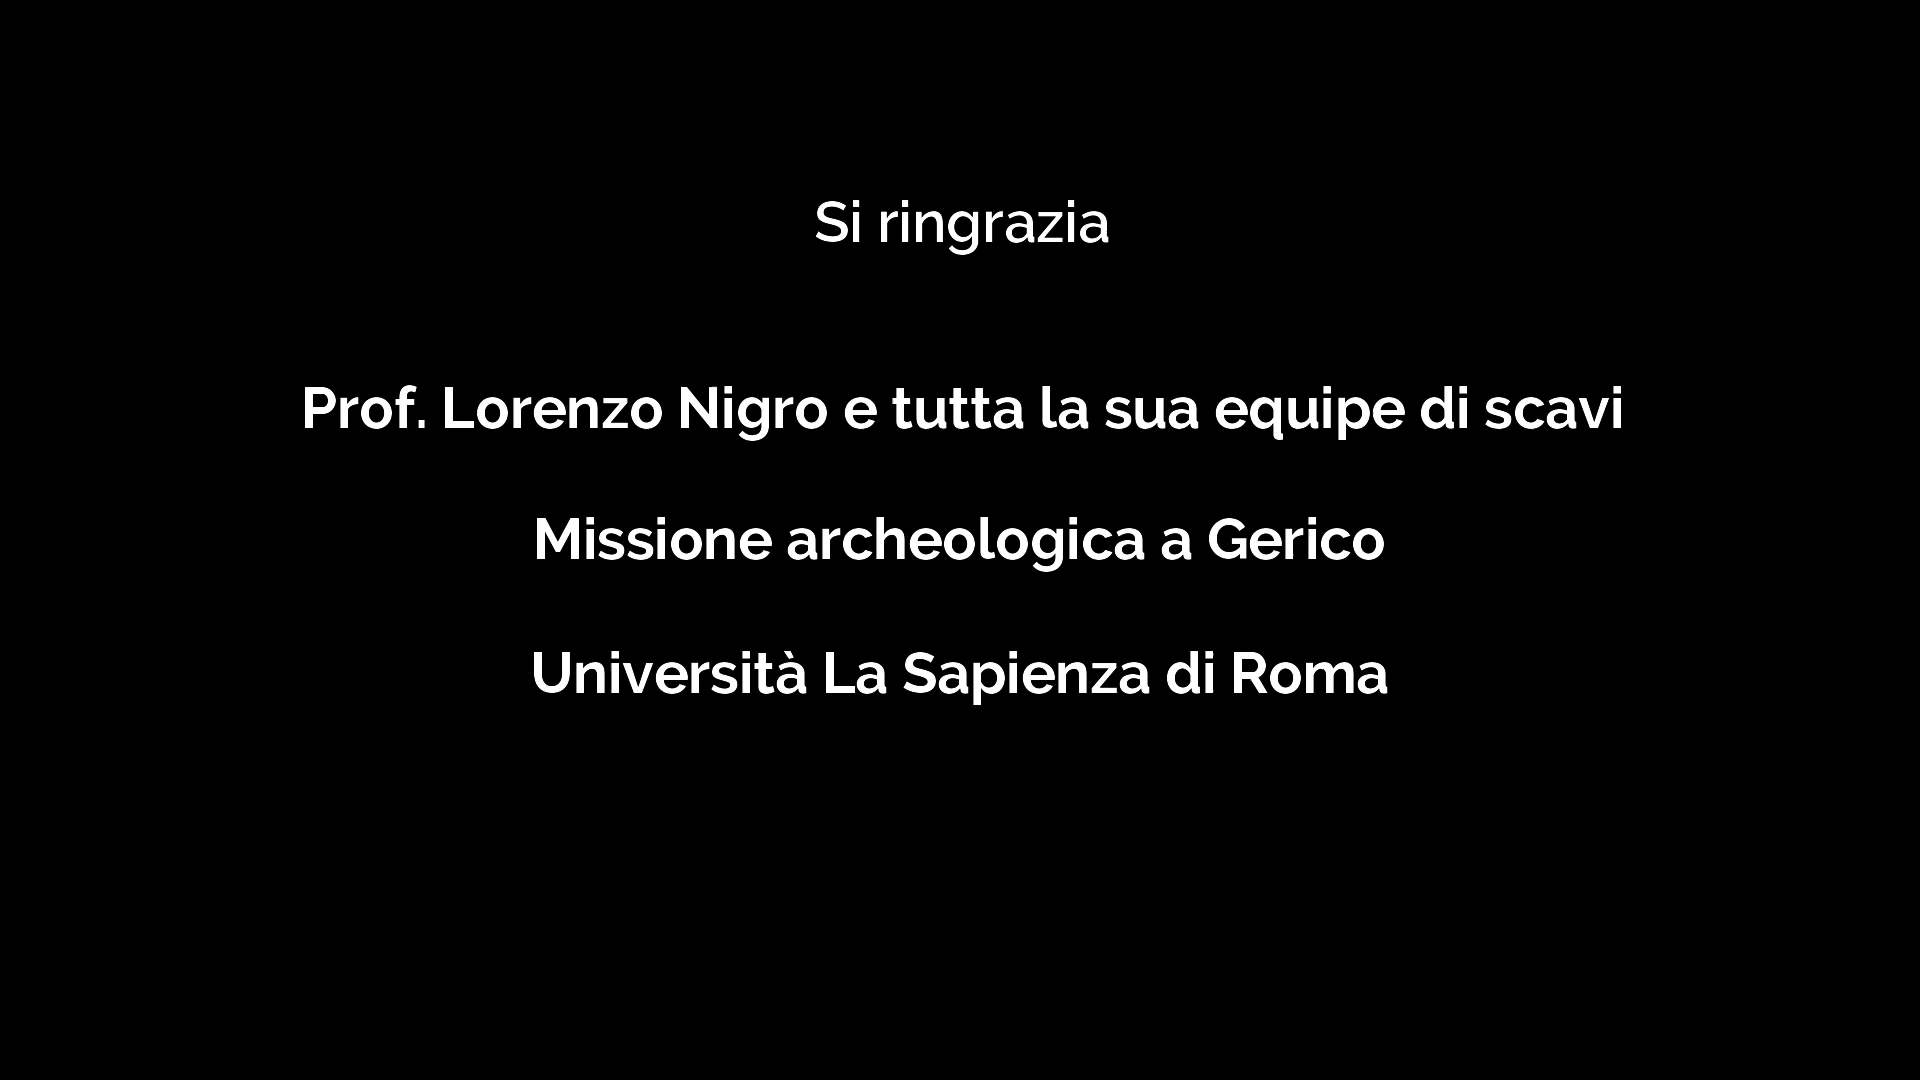 Si ringrazia
Prof. Lorenzo Nigro e tutta la sua equipe di scavi
Missione archeologica a Gerico
Università La Sapienza di Roma